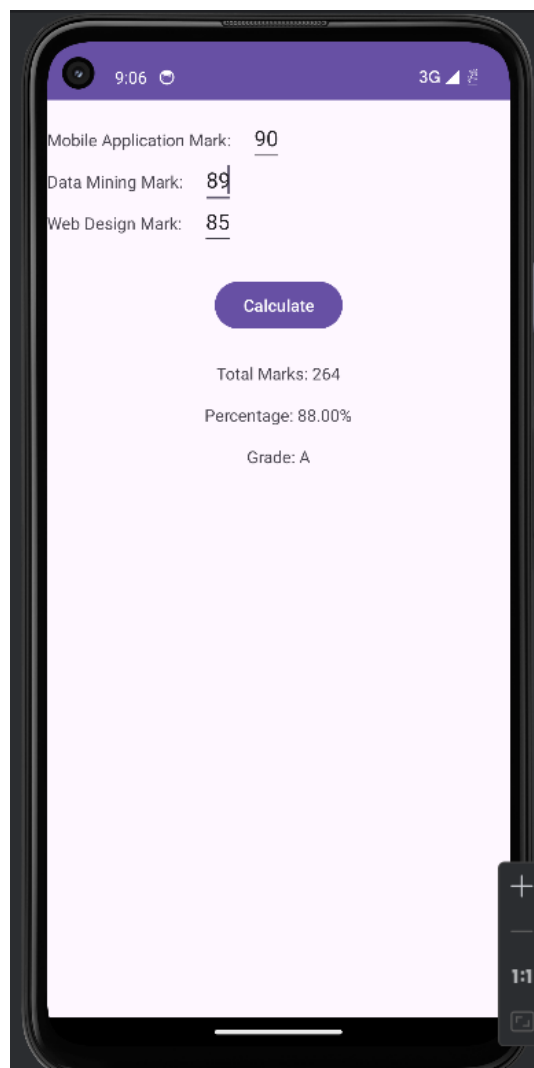 9:06 3G
Mobile Application Mark: 90
Data Mining Mark: 89
Web Design Mark: 85
Calculate
Total Marks: 264
Percentage: 88.00%
Grade: A
1:1